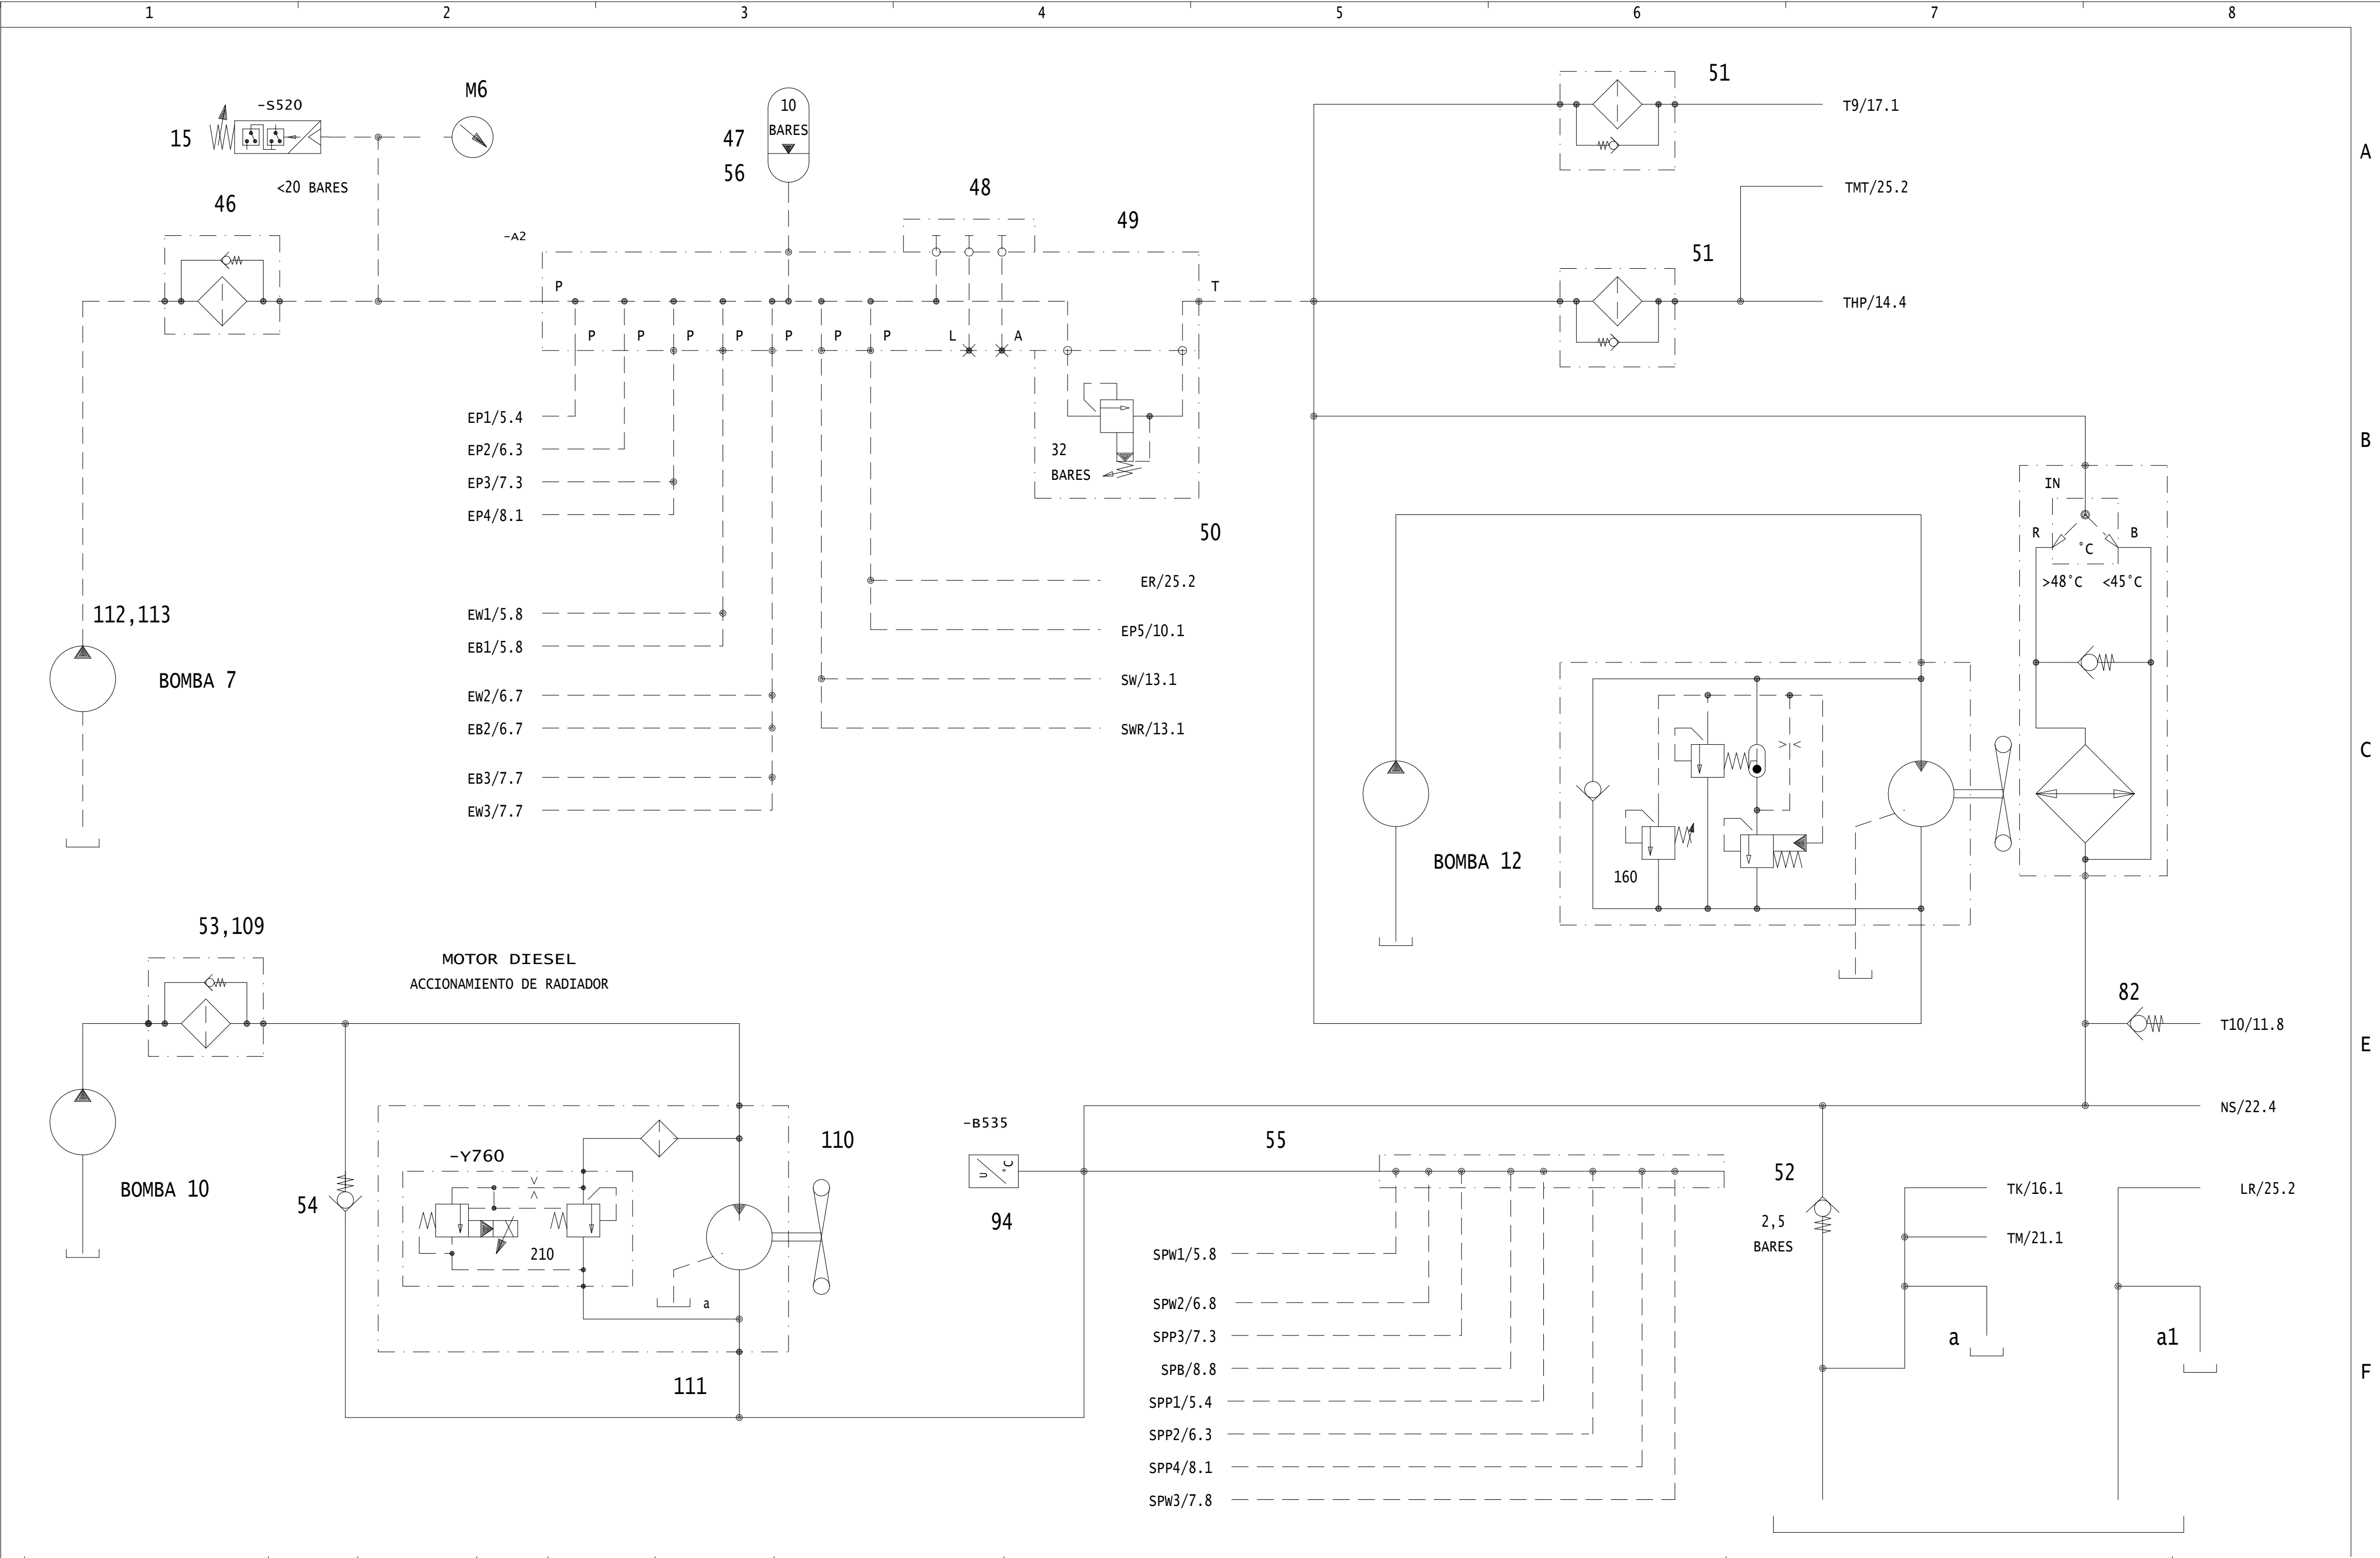 1 2 3 4 5 6 7 8
M6
-S520
15
<20 BARES
10
BARES
47
56
46
48
49
-A2
P
T
P P P P P P P L A
51
T9/17.1
A
TMT/25.2
51
THP/14.4
EP1/5.4
EP2/6.3
EP3/7.3
EP4/8.1
32
BARES
50
B
IN
R
B
°C
>48°C <45°C
ER/25.2
EP5/10.1
SW/13.1
SWR/13.1
EW1/5.8
EB1/5.8
EW2/6.7
EB2/6.7
EB3/7.7
EW3/7.7
112,113
BOMBA 7
BOMBA 12
> <
160
C
53,109
MOTOR DIESEL
ACCIONAMIENTO DE RADIADOR
82
T10/11.8
E
NS/22.4
BOMBA 10
54
-Y760
210
110
a
111
-B535
U
°C
94
55
52
2,5
BARES
SPW1/5.8
SPW2/6.8
SPP3/7.3
SPB/8.8
SPP1/5.4
SPP2/6.3
SPP4/8.1
SPW3/7.8
TK/16.1
TM/21.1
LR/25.2
a
a1
F